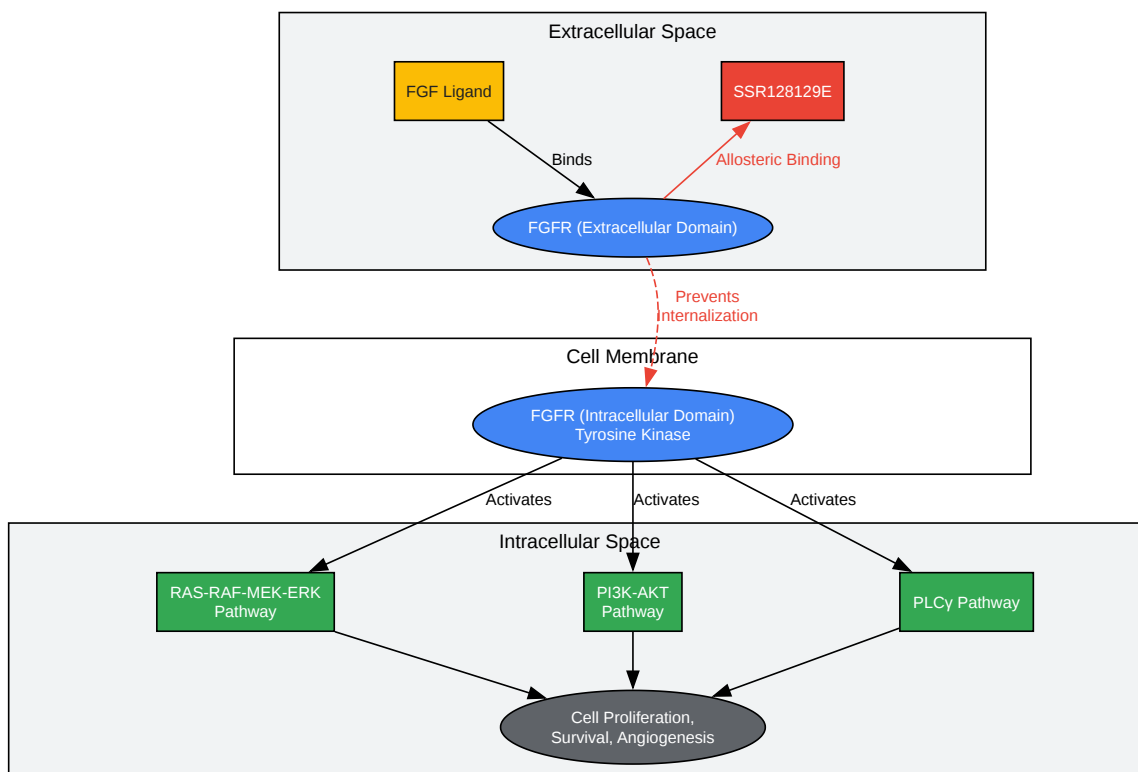 Extracellular Space
FGF Ligand
SSR128129E
Binds
Allosteric Binding
FGFR (Extracellular Domain)
Prevents
Internalization
Cell Membrane
FGFR (Intracellular Domain)
Tyrosine Kinase
Activates
Activates
Activates
Intracellular Space
RAS-RAF-MEK-ERK
Pathway
PI3K-AKT
Pathway
PLCγ Pathway
Cell Proliferation,
Survival, Angiogenesis